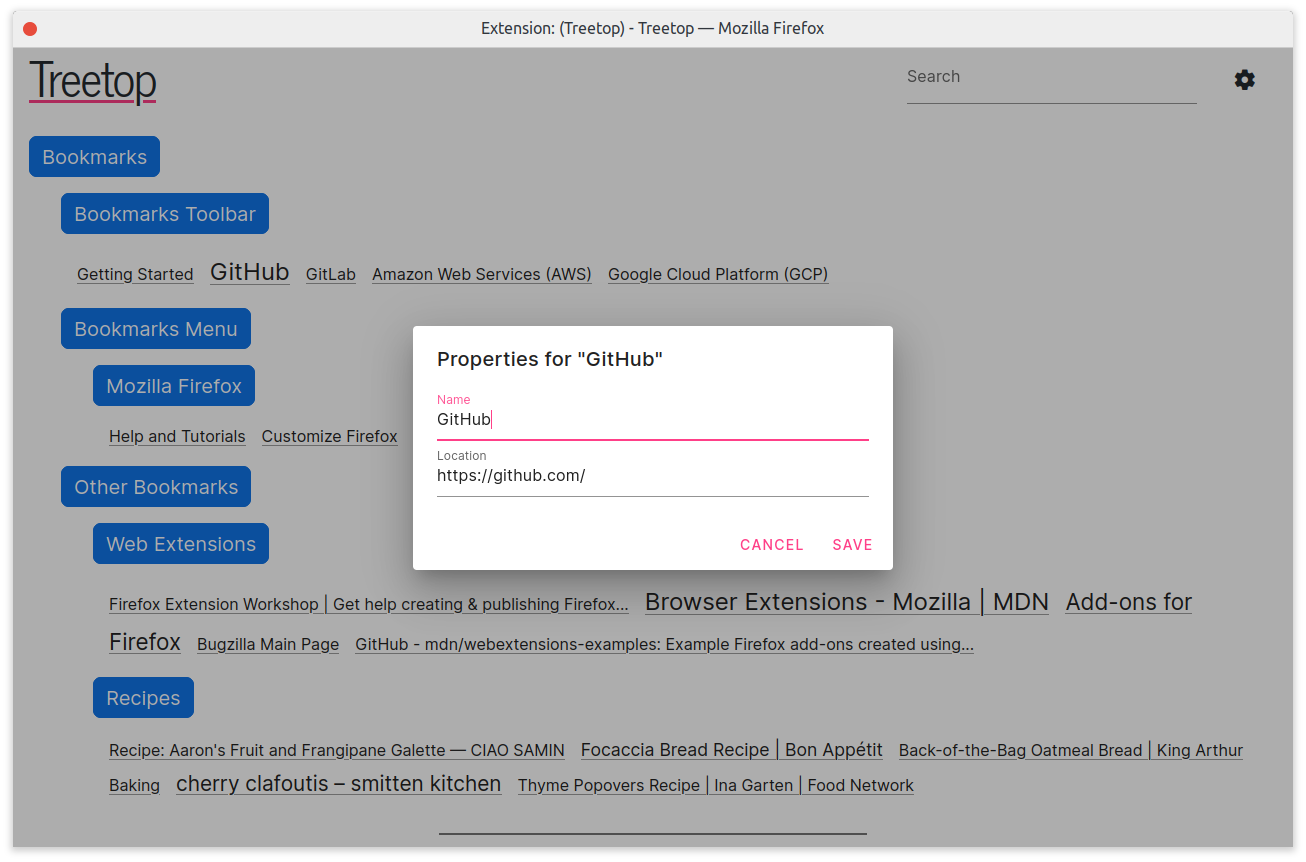 Extension: (Treetop) - Treetop — Mozilla Firefox
Treetop
Search
Bookmarks
Bookmarks Toolbar
Getting Started GitHub GitLab Amazon Web Services (AWS) Google Cloud Platform (GCP)
Bookmarks Menu
Mozilla Firefox
Help and Tutorials Customize Firefox
Properties for "GitHub"
Name
GitHub
Location
https://github.com/
CANCEL SAVE
Other Bookmarks
Web Extensions
Firefox Extension Workshop | Get help creating & publishing Firefox... Browser Extensions - Mozilla | MDN Add-ons for
Firefox Bugzilla Main Page GitHub - mdn/webextensions-examples: Example Firefox add-ons created using...
Recipes
Recipe: Aaron's Fruit and Frangipane Galette — CIAO SAMIN Focaccia Bread Recipe | Bon Appétit Back-of-the-Bag Oatmeal Bread | King Arthur
Baking cherry clafoutis – smitten kitchen Thyme Popovers Recipe | Ina Garten | Food Network